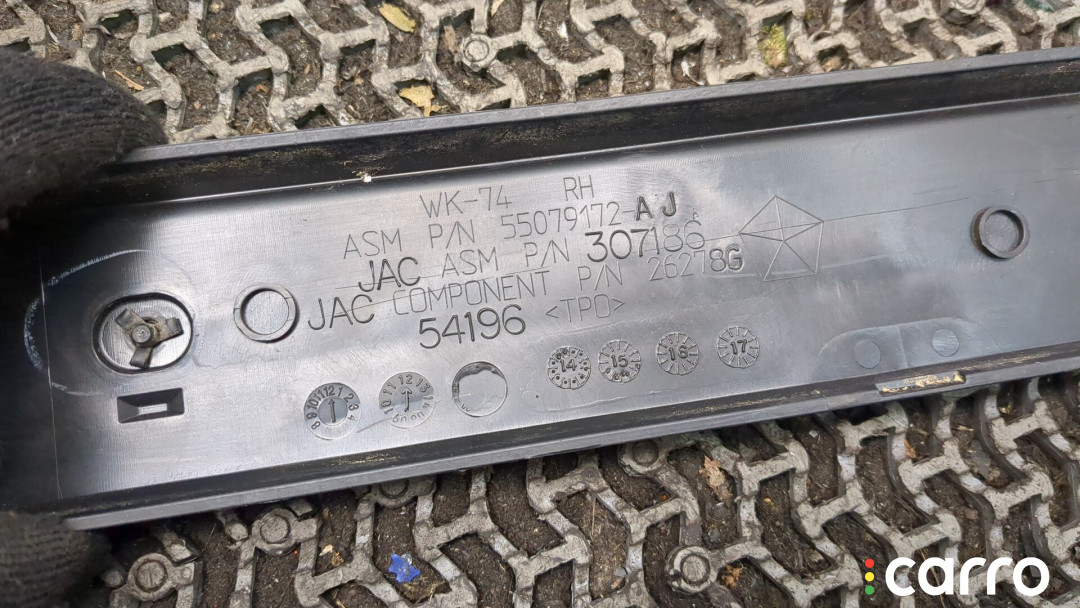 WK-74 RH
ASM P/N 55079172 AJ
JAC ASM P/N 307186
JAC COMPONENT P/N 26278G
54196 <TPO>
14 15 16 17
carro